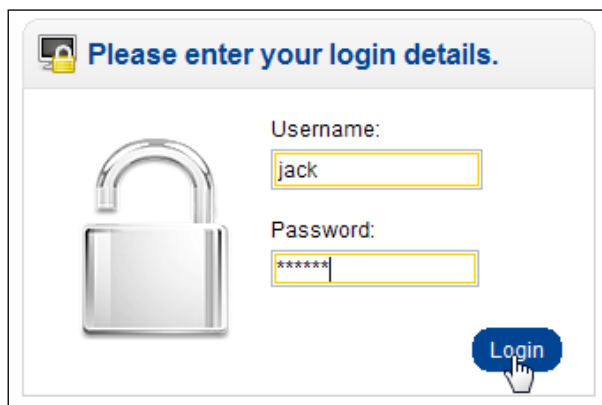 Please enter your login details.
Username:
jack
Password:
******
Login